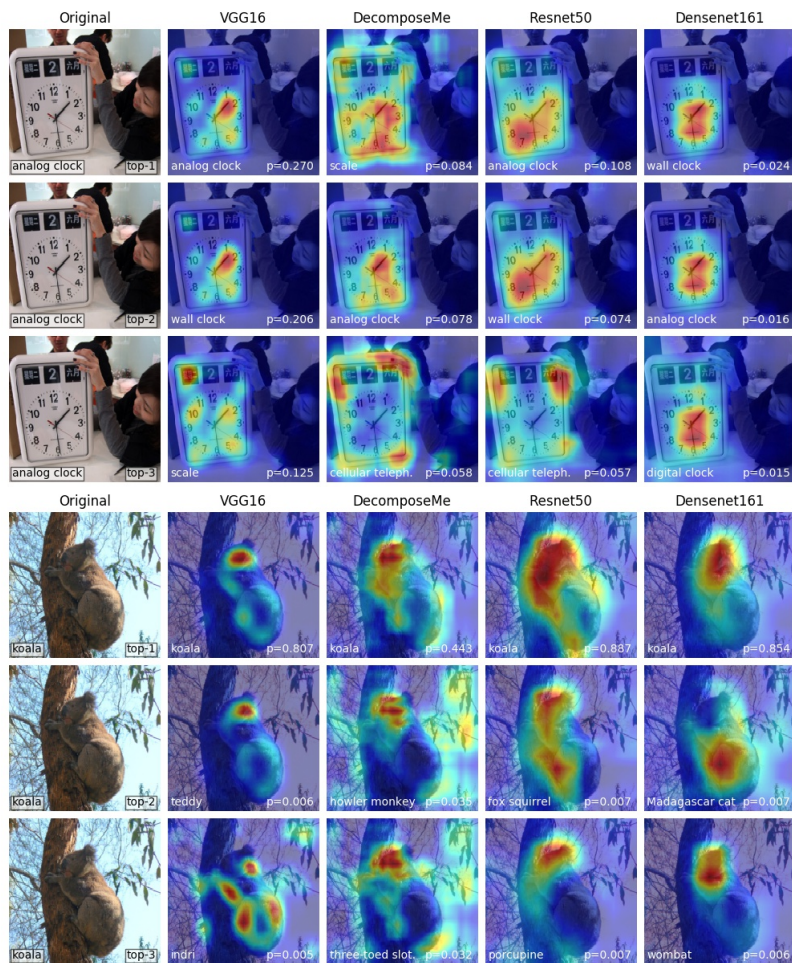 Original VGG16 DecomposeMe Resnet50 Densenet161
analog clock top-1 analog clock p=0.270 scale p=0.084 analog clock p=0.108 wall clock p=0.024
analog clock top-2 wall clock p=0.206 analog clock p=0.078 wall clock p=0.074 analog clock p=0.016
analog clock top-3 scale p=0.125 cellular teleph. p=0.058 cellular teleph. p=0.057 digital clock p=0.015
Original VGG16 DecomposeMe Resnet50 Densenet161
koala top-1 koala p=0.807 koala p=0.443 koala p=0.887 koala p=0.854
koala top-2 teddy p=0.006 howler monkey p=0.035 fox squirrel p=0.007 Madagascar cat p=0.007
koala top-3 indri p=0.005 three-toed slot. p=0.032 porcupine p=0.007 wombat p=0.006